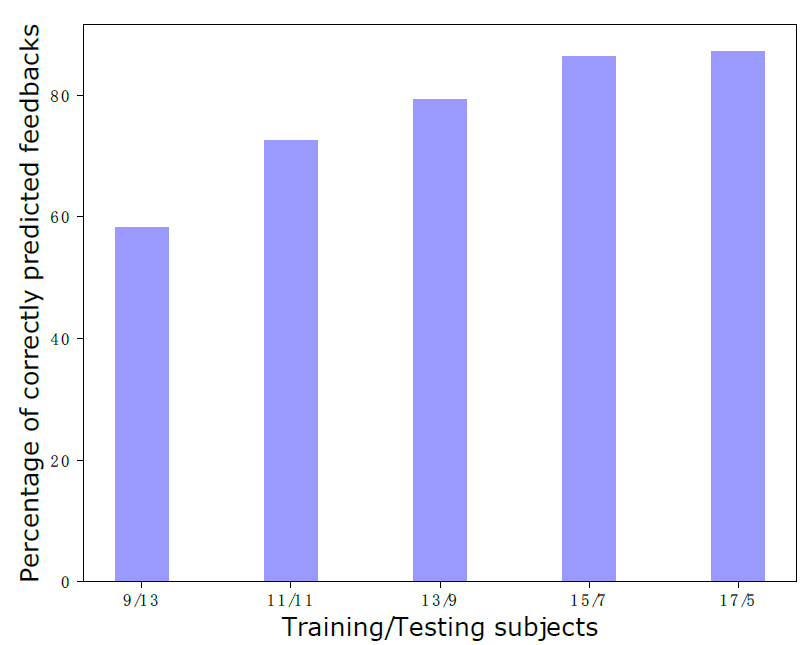 Percentage of correctly predicted feedbacks
80
60
40
20
0
9/13 11/11 13/9 15/7 17/5
Training/Testing subjects